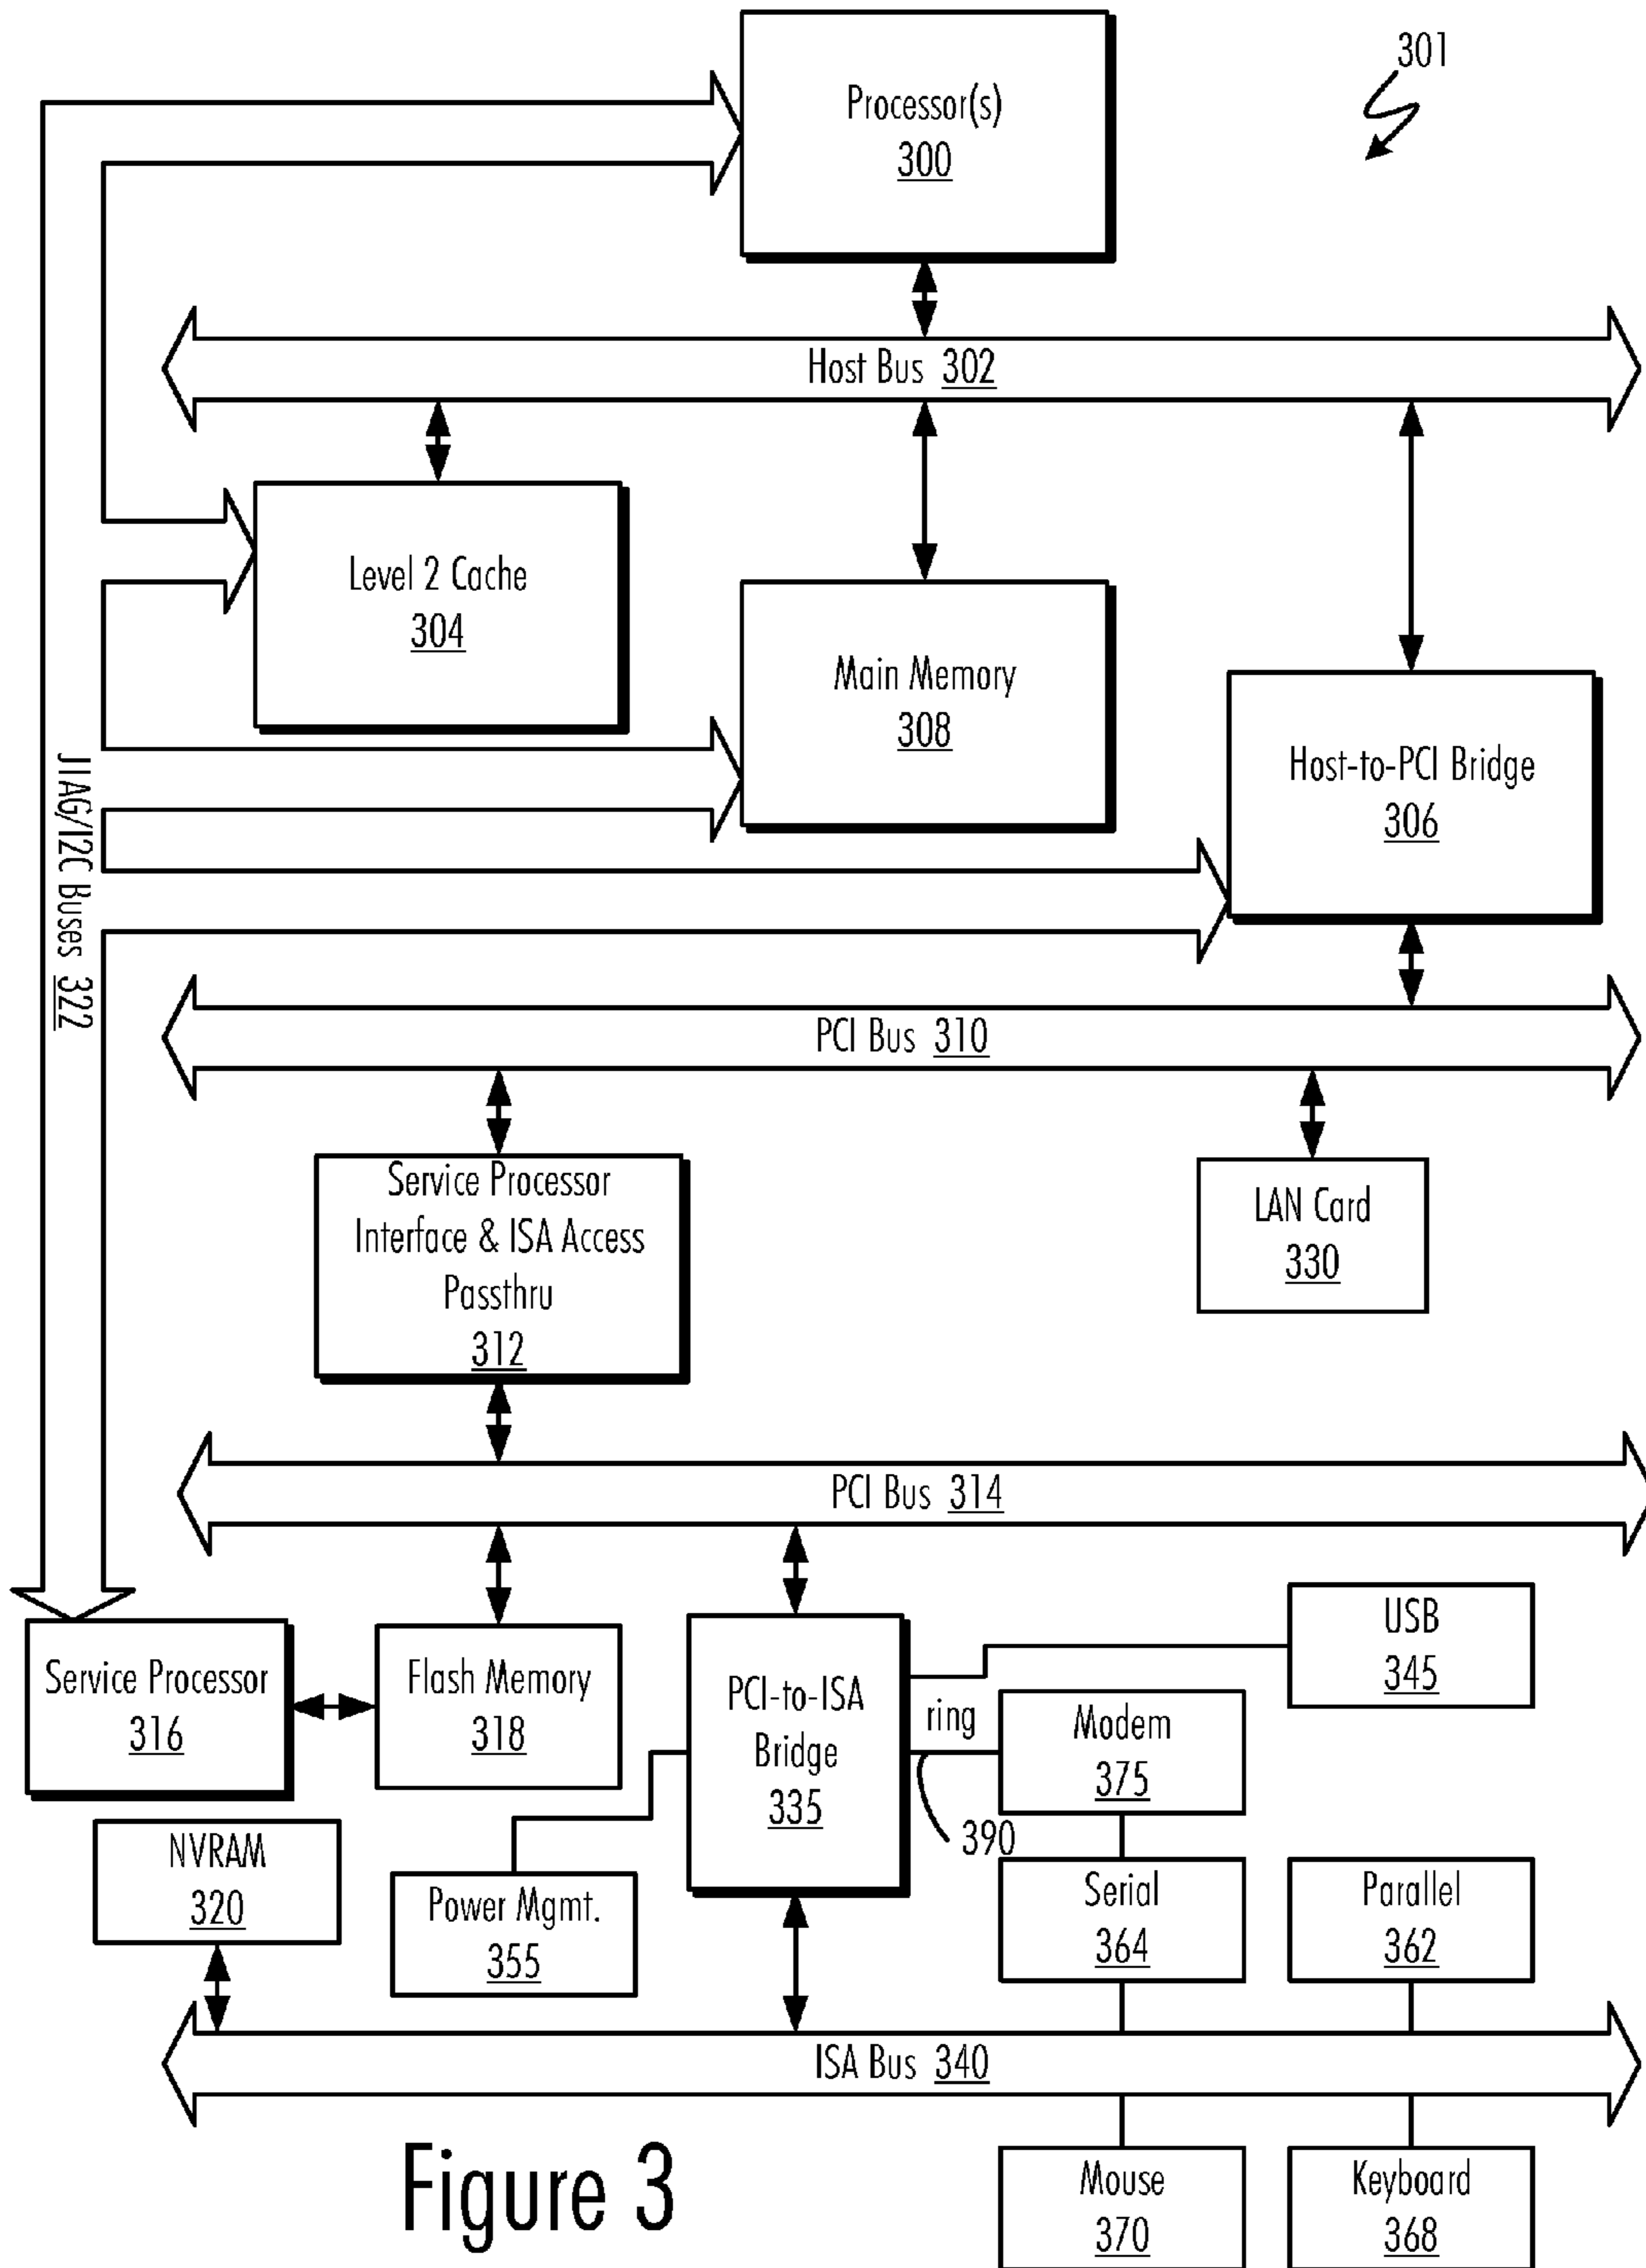 301
Processor(s)
300
Host Bus 302
Level 2 Cache
304
Main Memory
308
Host-to-PCI Bridge
306
JTAG/I2C Buses 322
PCI Bus 310
Service Processor
Interface & ISA Access
Passthru
312
LAN Card
330
PCI Bus 314
USB
345
Service Processor
316
Flash Memory
318
PCI-to-ISA
Bridge
335
ring
Modem
375
390
NVRAM
320
Power Mgmt.
355
Serial
364
Parallel
362
ISA Bus 340
Figure 3
Mouse
370
Keyboard
368